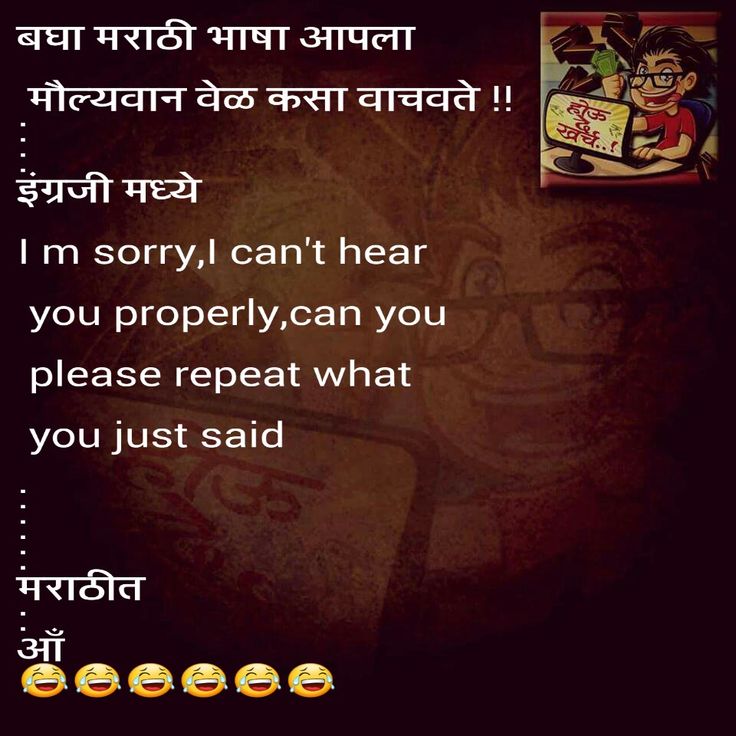 बघा मराठी भाषा आपला
मौल्यवान वेळ कसा वाचवते !!
:
:
इंग्रजी मध्ये
I m sorry,I can't hear
you properly,can you
please repeat what
you just said
:
:
:
मराठीत
:
आँ
😂😂😂😂😂😂
होऊ
दे
खर्च..!